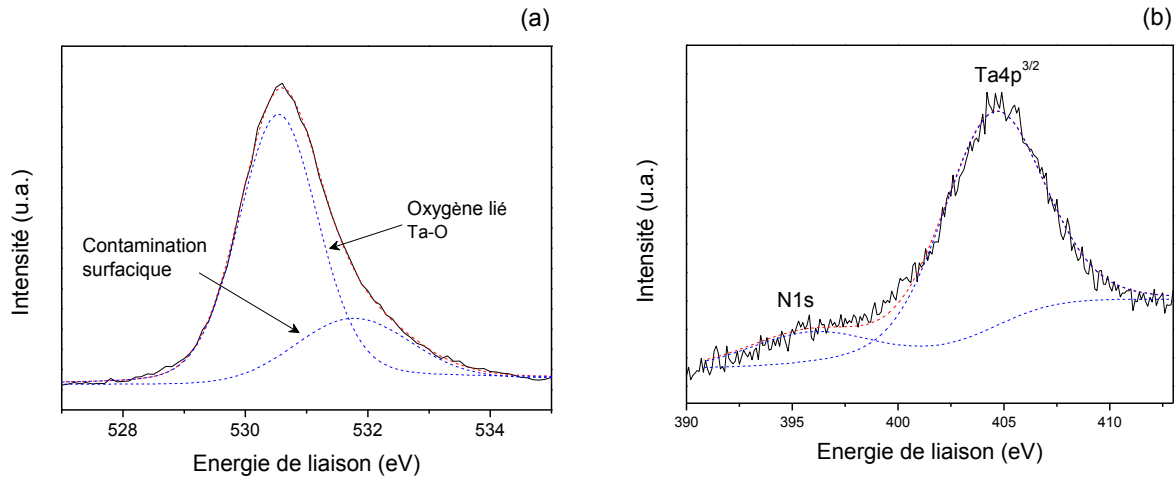 (a)
Intensité (u.a.)
Oxygène lié
Ta-O
Contamination
surfacique
528 530 532 534
Energie de liaison (eV)
(b)
Intensité (u.a.)
Ta4p3/2
N1s
390 395 400 405 410
Energie de liaison (eV)